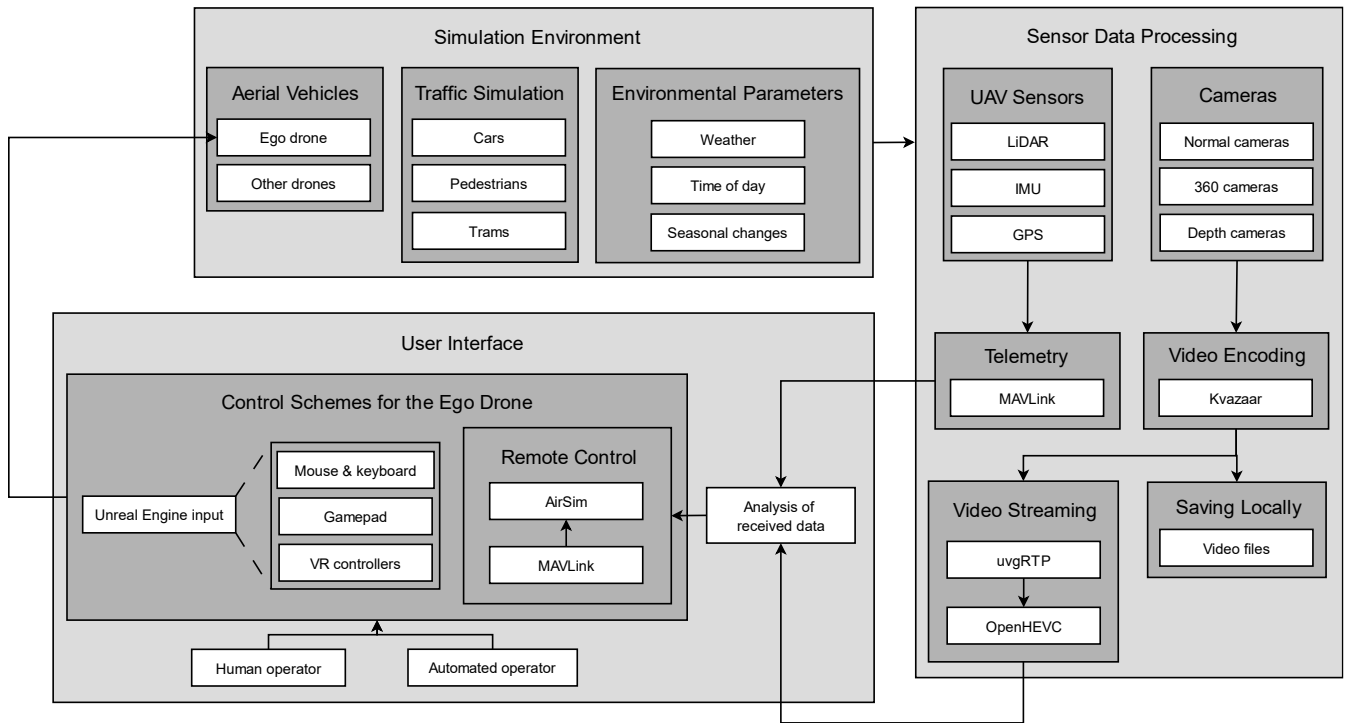 Simulation Environment
Aerial Vehicles
Ego drone
Other drones
Traffic Simulation
Cars
Pedestrians
Trams
Environmental Parameters
Weather
Time of day
Seasonal changes
Sensor Data Processing
UAV Sensors
LiDAR
IMU
GPS
Cameras
Normal cameras
360 cameras
Depth cameras
Telemetry
MAVLink
Video Encoding
Kvazaar
Video Streaming
uvgRTP
OpenHEVC
Saving Locally
Video files
User Interface
Control Schemes for the Ego Drone
Unreal Engine input
Mouse & keyboard
Gamepad
VR controllers
Remote Control
AirSim
MAVLink
Analysis of
received data
Human operator
Automated operator